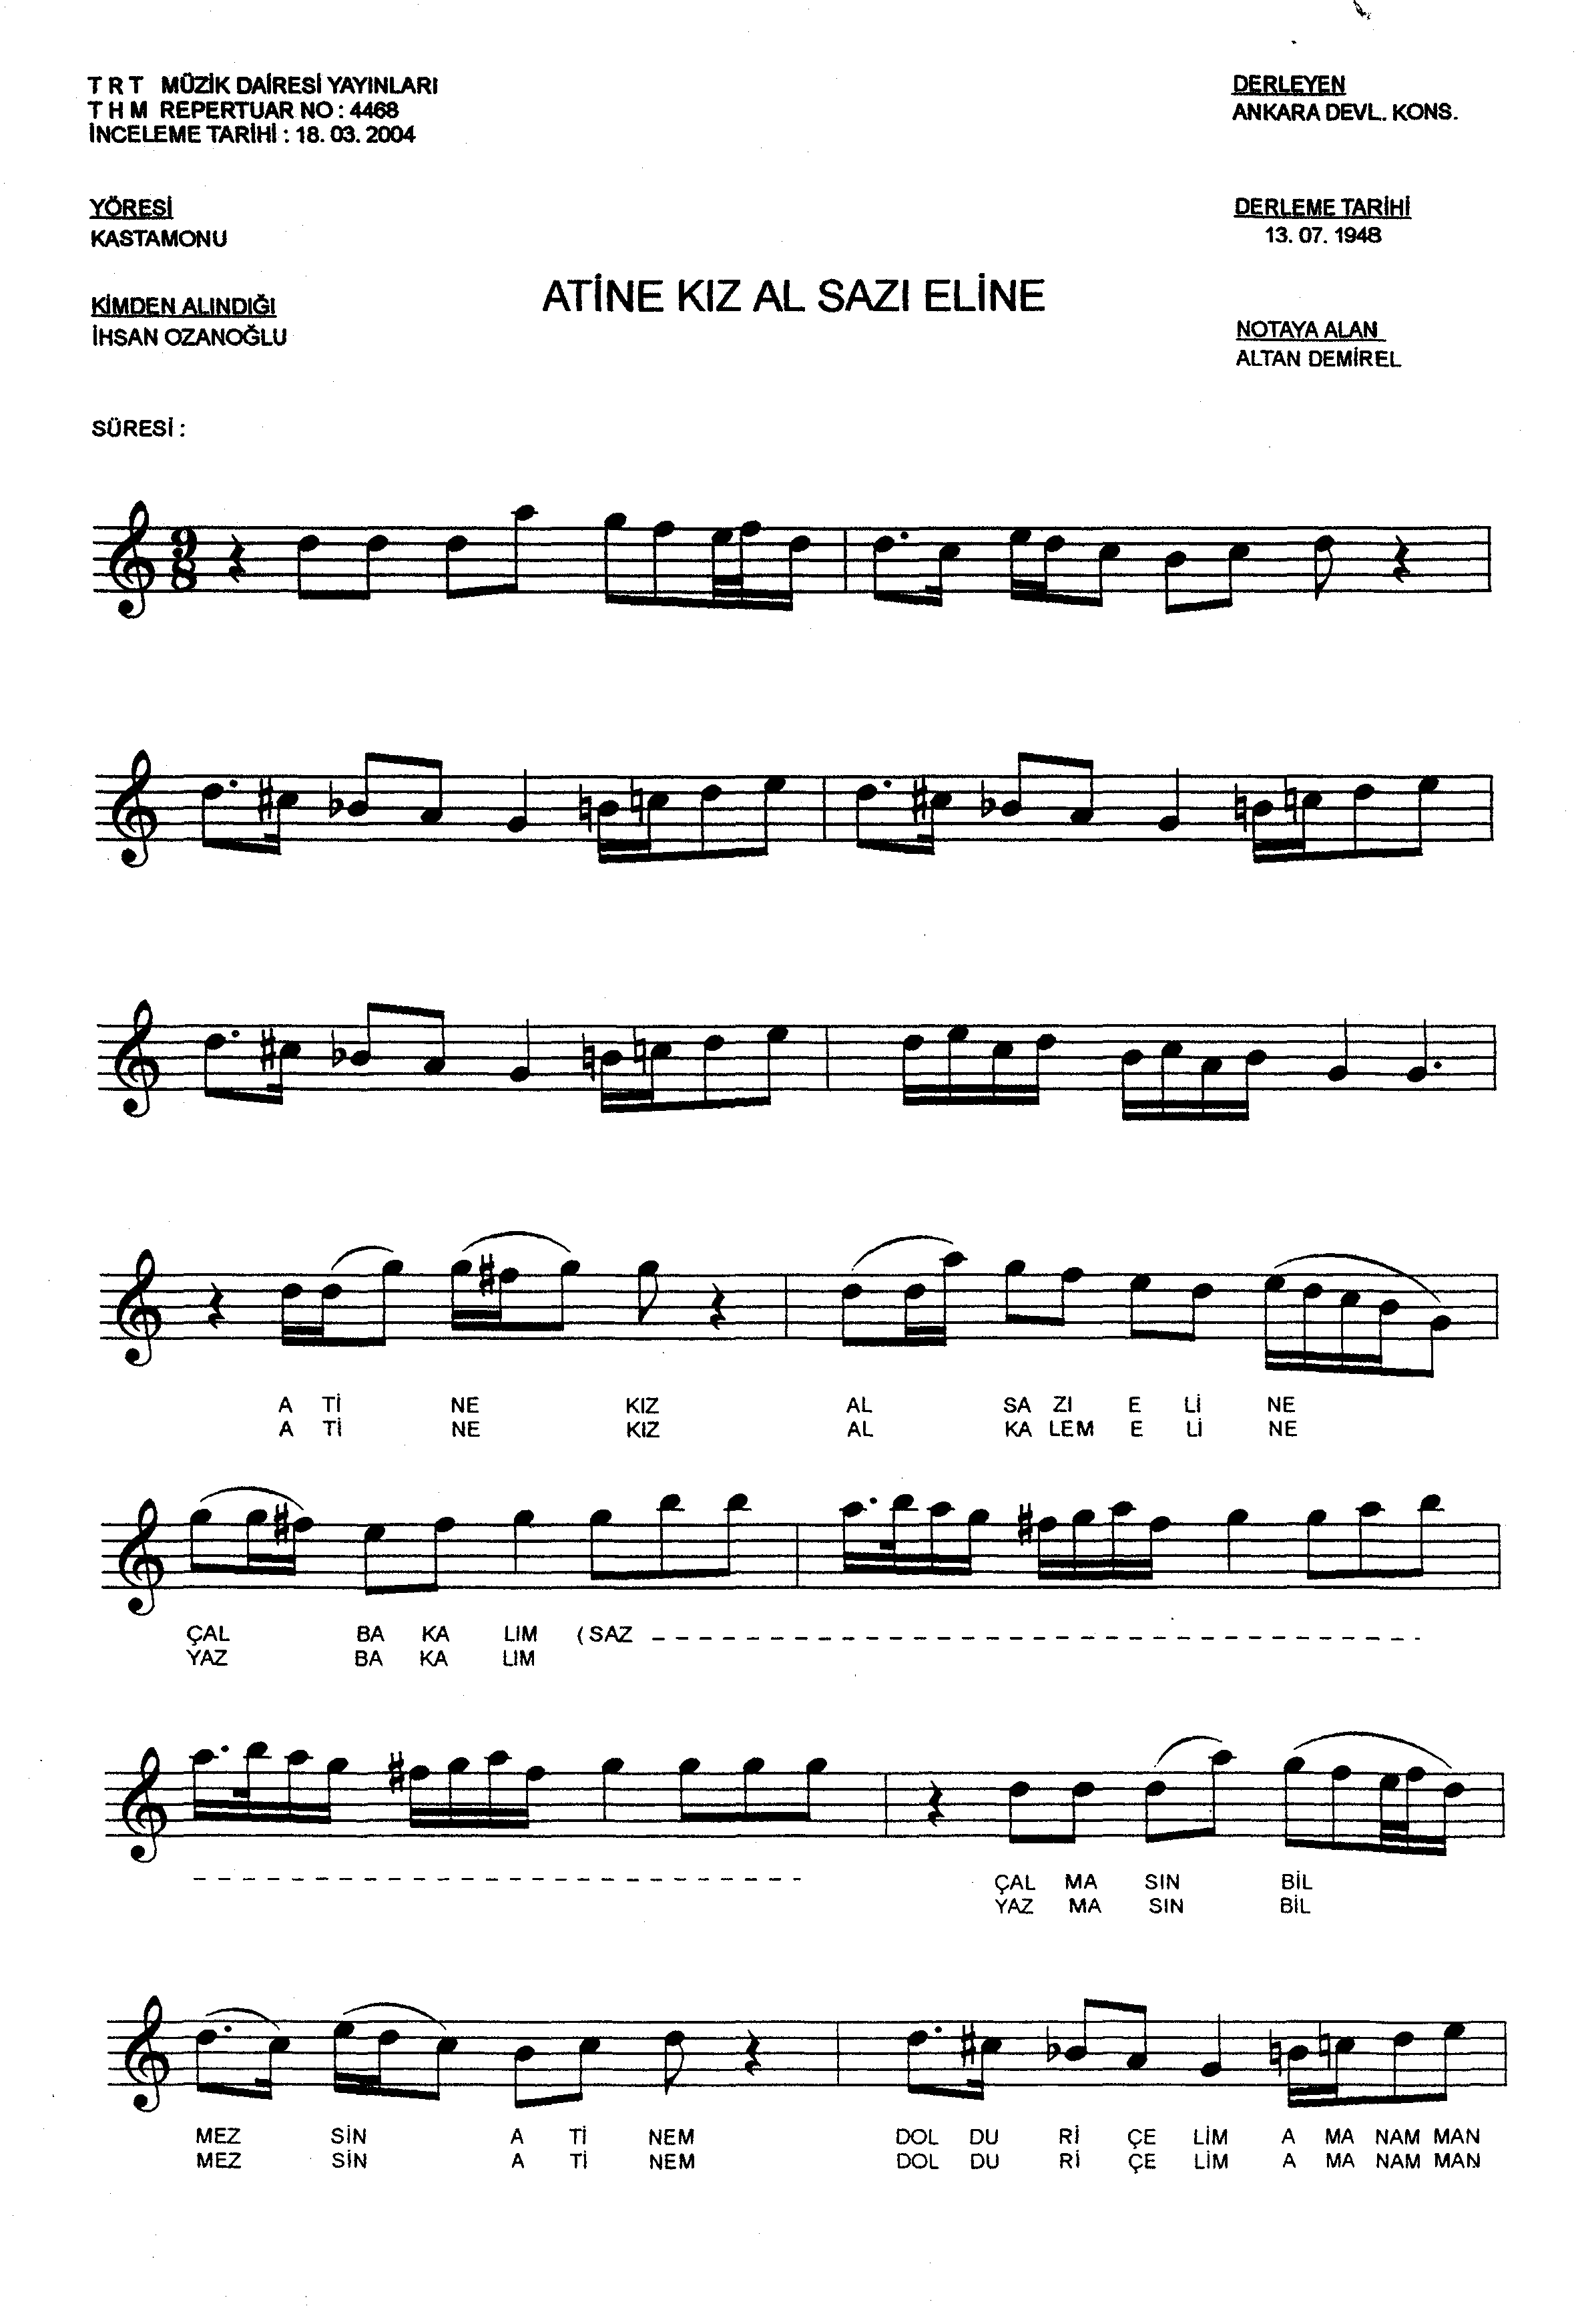 T R T MÜZİK DAİRESİ YAYINLARI
T H M REPERTUAR NO : 4468
İNCELEME TARİHİ : 18. 03. 2004
DERLEYEN
ANKARA DEVL. KONS.
YÖRESİ
KASTAMONU
DERLEME TARİHİ
13. 07. 1948
KİMDEN ALINDIĞI
İHSAN OZANOĞLU
ATİNE KIZ AL SAZI ELİNE
NOTAYA ALAN
ALTAN DEMİREL
SÜRESİ :
9
8
A Tİ NE KIZ AL SA ZI E Lİ NE
A Tİ NE KIZ AL KA LEM E Lİ NE
ÇAL BA KA LIM ( SAZ - - - - - - - - - - - - - - - - - - - - - - - - - - - - - - - - -
YAZ BA KA LIM
- - - - - - - - - - - - - - - - - - - - - - - - - - ÇAL MA SIN BİL
YAZ MA SIN BİL
MEZ SİN A Tİ NEM DOL DU Rİ ÇE LİM A MA NAM MAN
MEZ SİN A Tİ NEM DOL DU Rİ ÇE LİM A MA NAM MAN